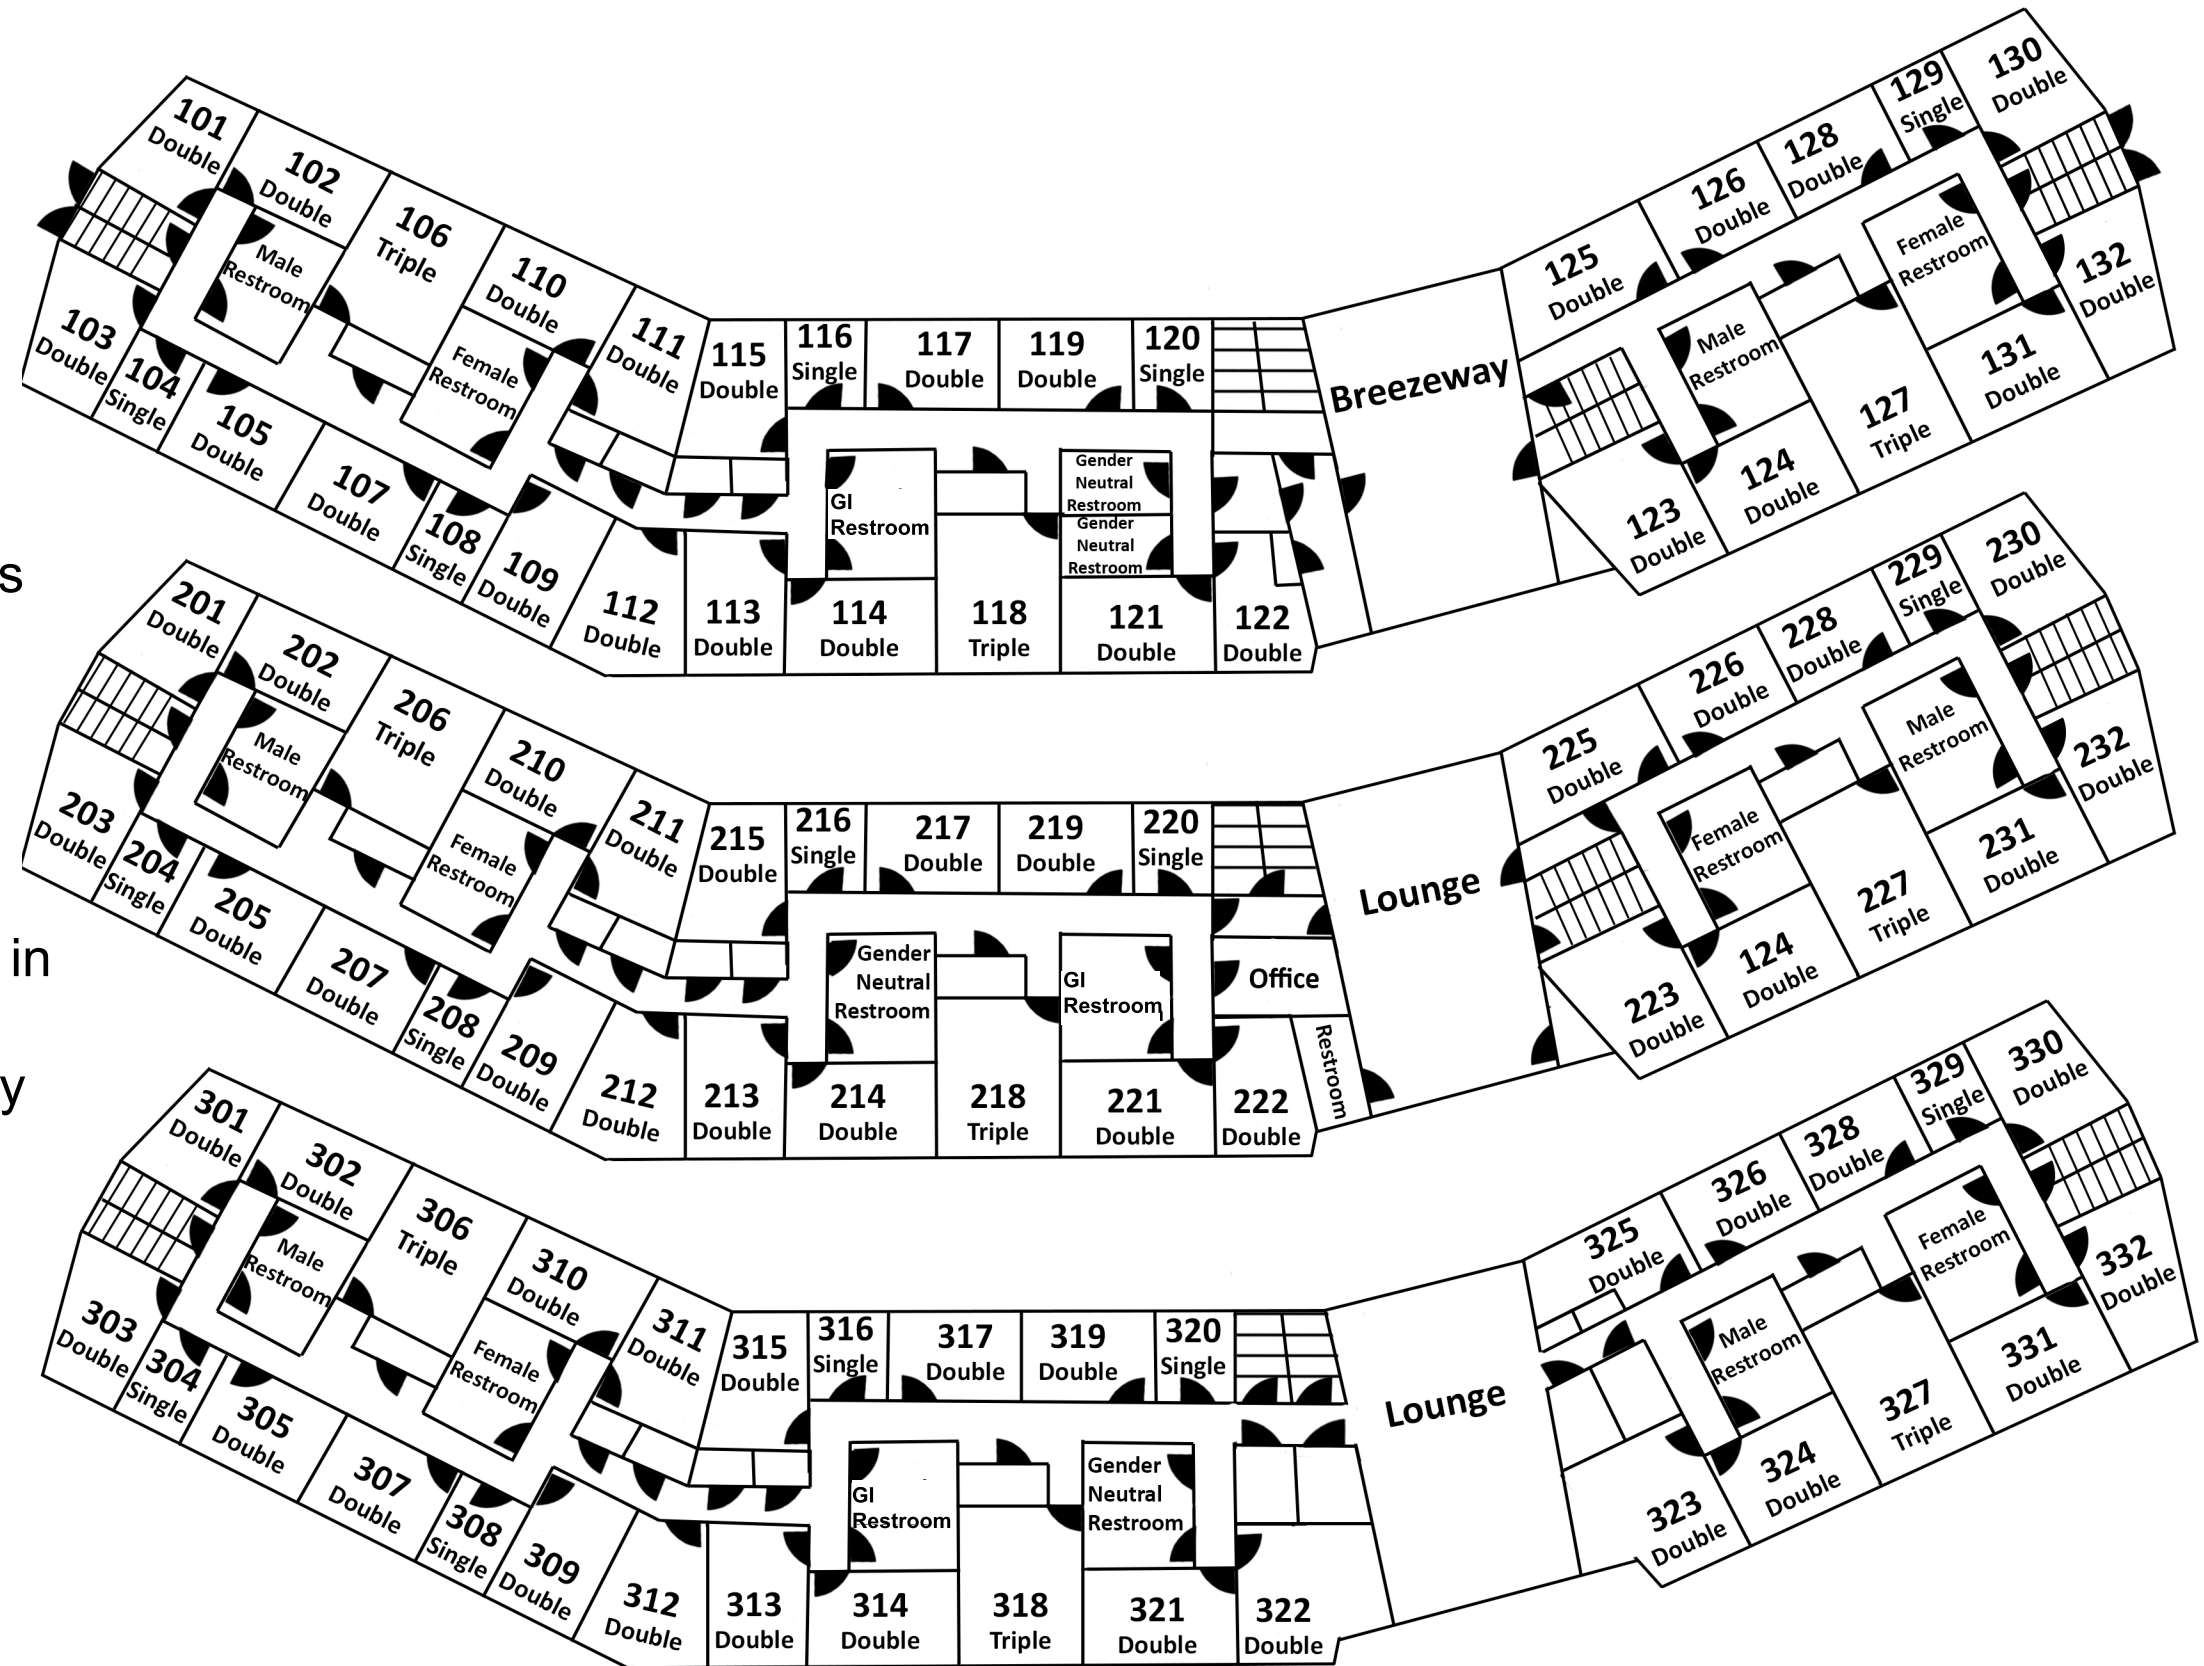 101
Double
102
Double
106
Triple
110
Double
111
Double
Male
Restroom
Female
Restroom
103
Double
104
Single
105
Double
107
Double
108
Single
109
Double
112
Double
113
Double
115
Double
116
Single
117
Double
119
Double
120
Single
GI
Restroom
Gender
Neutral
Restroom
Gender
Neutral
Restroom
114
Double
118
Triple
121
Double
122
Double
Breezeway
125
Double
126
Double
128
Double
129
Single
130
Double
Male
Restroom
Female
Restroom
123
Double
124
Double
127
Triple
131
Double
132
Double
s
201
Double
202
Double
206
Triple
210
Double
211
Double
Male
Restroom
Female
Restroom
203
Double
204
Single
205
Double
207
Double
208
Single
209
Double
212
Double
213
Double
215
Double
216
Single
217
Double
219
Double
220
Single
Gender
Neutral
Restroom
GI
Restroom
Office
Restroom
214
Double
218
Triple
221
Double
222
Double
Lounge
225
Double
226
Double
228
Double
229
Single
230
Double
Female
Restroom
Male
Restroom
223
Double
124
Double
227
Triple
231
Double
232
Double
in
y
301
Double
302
Double
306
Triple
310
Double
311
Double
Male
Restroom
Female
Restroom
303
Double
304
Single
305
Double
307
Double
308
Single
309
Double
312
Double
313
Double
315
Double
316
Single
317
Double
319
Double
320
Single
GI
Restroom
Gender
Neutral
Restroom
314
Double
318
Triple
321
Double
322
Double
Lounge
325
Double
326
Double
328
Double
329
Single
330
Double
Male
Restroom
Female
Restroom
323
Double
324
Double
327
Triple
331
Double
332
Double